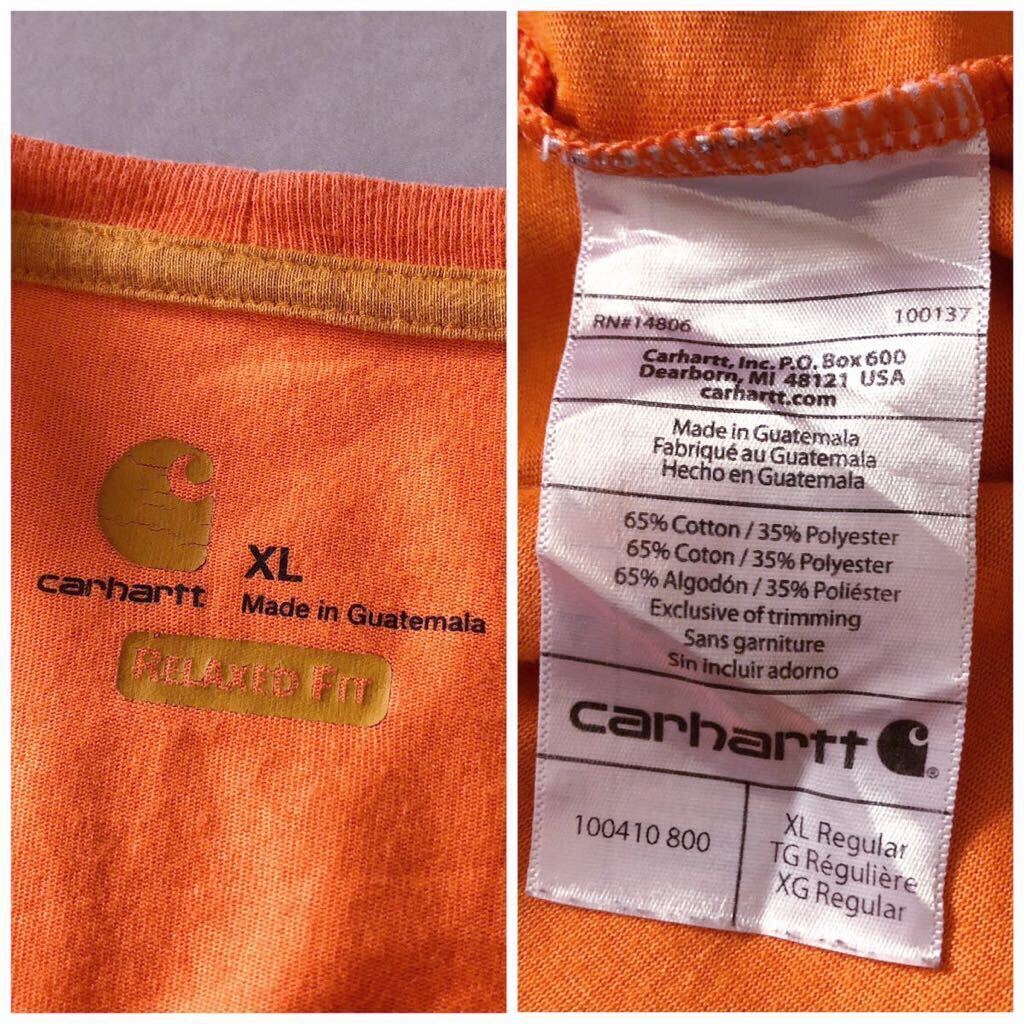 carhartt
XL
Made in Guatemala
RELAXED FIT
RN#14806 100137
Carhartt, Inc. P.O. Box 600
Dearborn, MI 48121 USA
carhartt.com
Made in Guatemala
Fabriqué au Guatemala
Hecho en Guatemala
65% Cotton / 35% Polyester
65% Coton / 35% Polyester
65% Algodón / 35% Poliéster
Exclusive of trimming
Sans garniture
Sin incluir adorno
carhartt ®
100410 800
XL Regular
TG Régulière
XG Regular